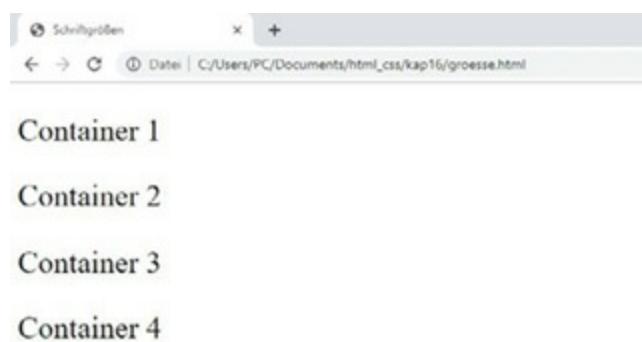 Schriftgrößen
Datei | C:/Users/PC/Documents/html_css/kap16/groesse.html
Container 1
Container 2
Container 3
Container 4